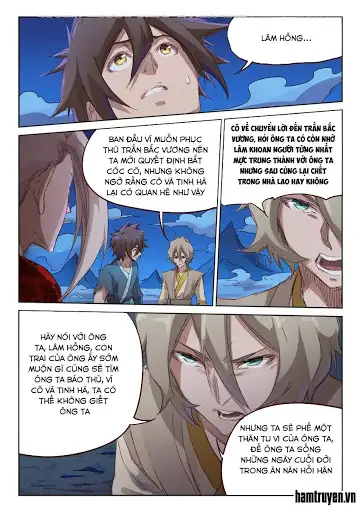 LÂM HỒNG...
BAN ĐẦU VÌ MUỐN PHỤC
THÙ TRẤN BẮC VƯƠNG NÊN
TA MỚI QUYẾT ĐỊNH BẮT
CÓC CÔ, NHƯNG KHÔNG
NGỜ RẰNG CÔ VÀ TINH HÀ
LẠI CÓ QUAN HỆ NHƯ VẬY
CÔ VỀ CHUYỂN LỜI ĐẾN TRẤN BẮC
VƯƠNG, HỎI ÔNG TA CÓ CÒN NHỚ
LÂM KHOAN NGƯỜI TỪNG NHẤT
MỰC TRUNG THÀNH VỚI ÔNG TA
NHƯNG SAU CÙNG LẠI CHẾT
TRONG NHÀ LAO HAY KHÔNG
HÃY NÓI VỚI ÔNG
TA, LÂM HỒNG, CON
TRAI CỦA ÔNG ẤY SỚM
MUỘN GÌ CŨNG SẼ TÌM
ÔNG TA BÁO THÙ, VÌ
CÔ VÀ TINH HÀ, TA CÓ
THỂ KHÔNG GIẾT
ÔNG TA
NHƯNG TA SẼ PHẾ MỘT
THÂN TU VI CỦA ÔNG TA,
ĐỂ ÔNG TA SỐNG
NHỮNG NGÀY CUỐI ĐỜI
TRONG ĂN NĂN HỐI HẬN
hamtruyen.vn